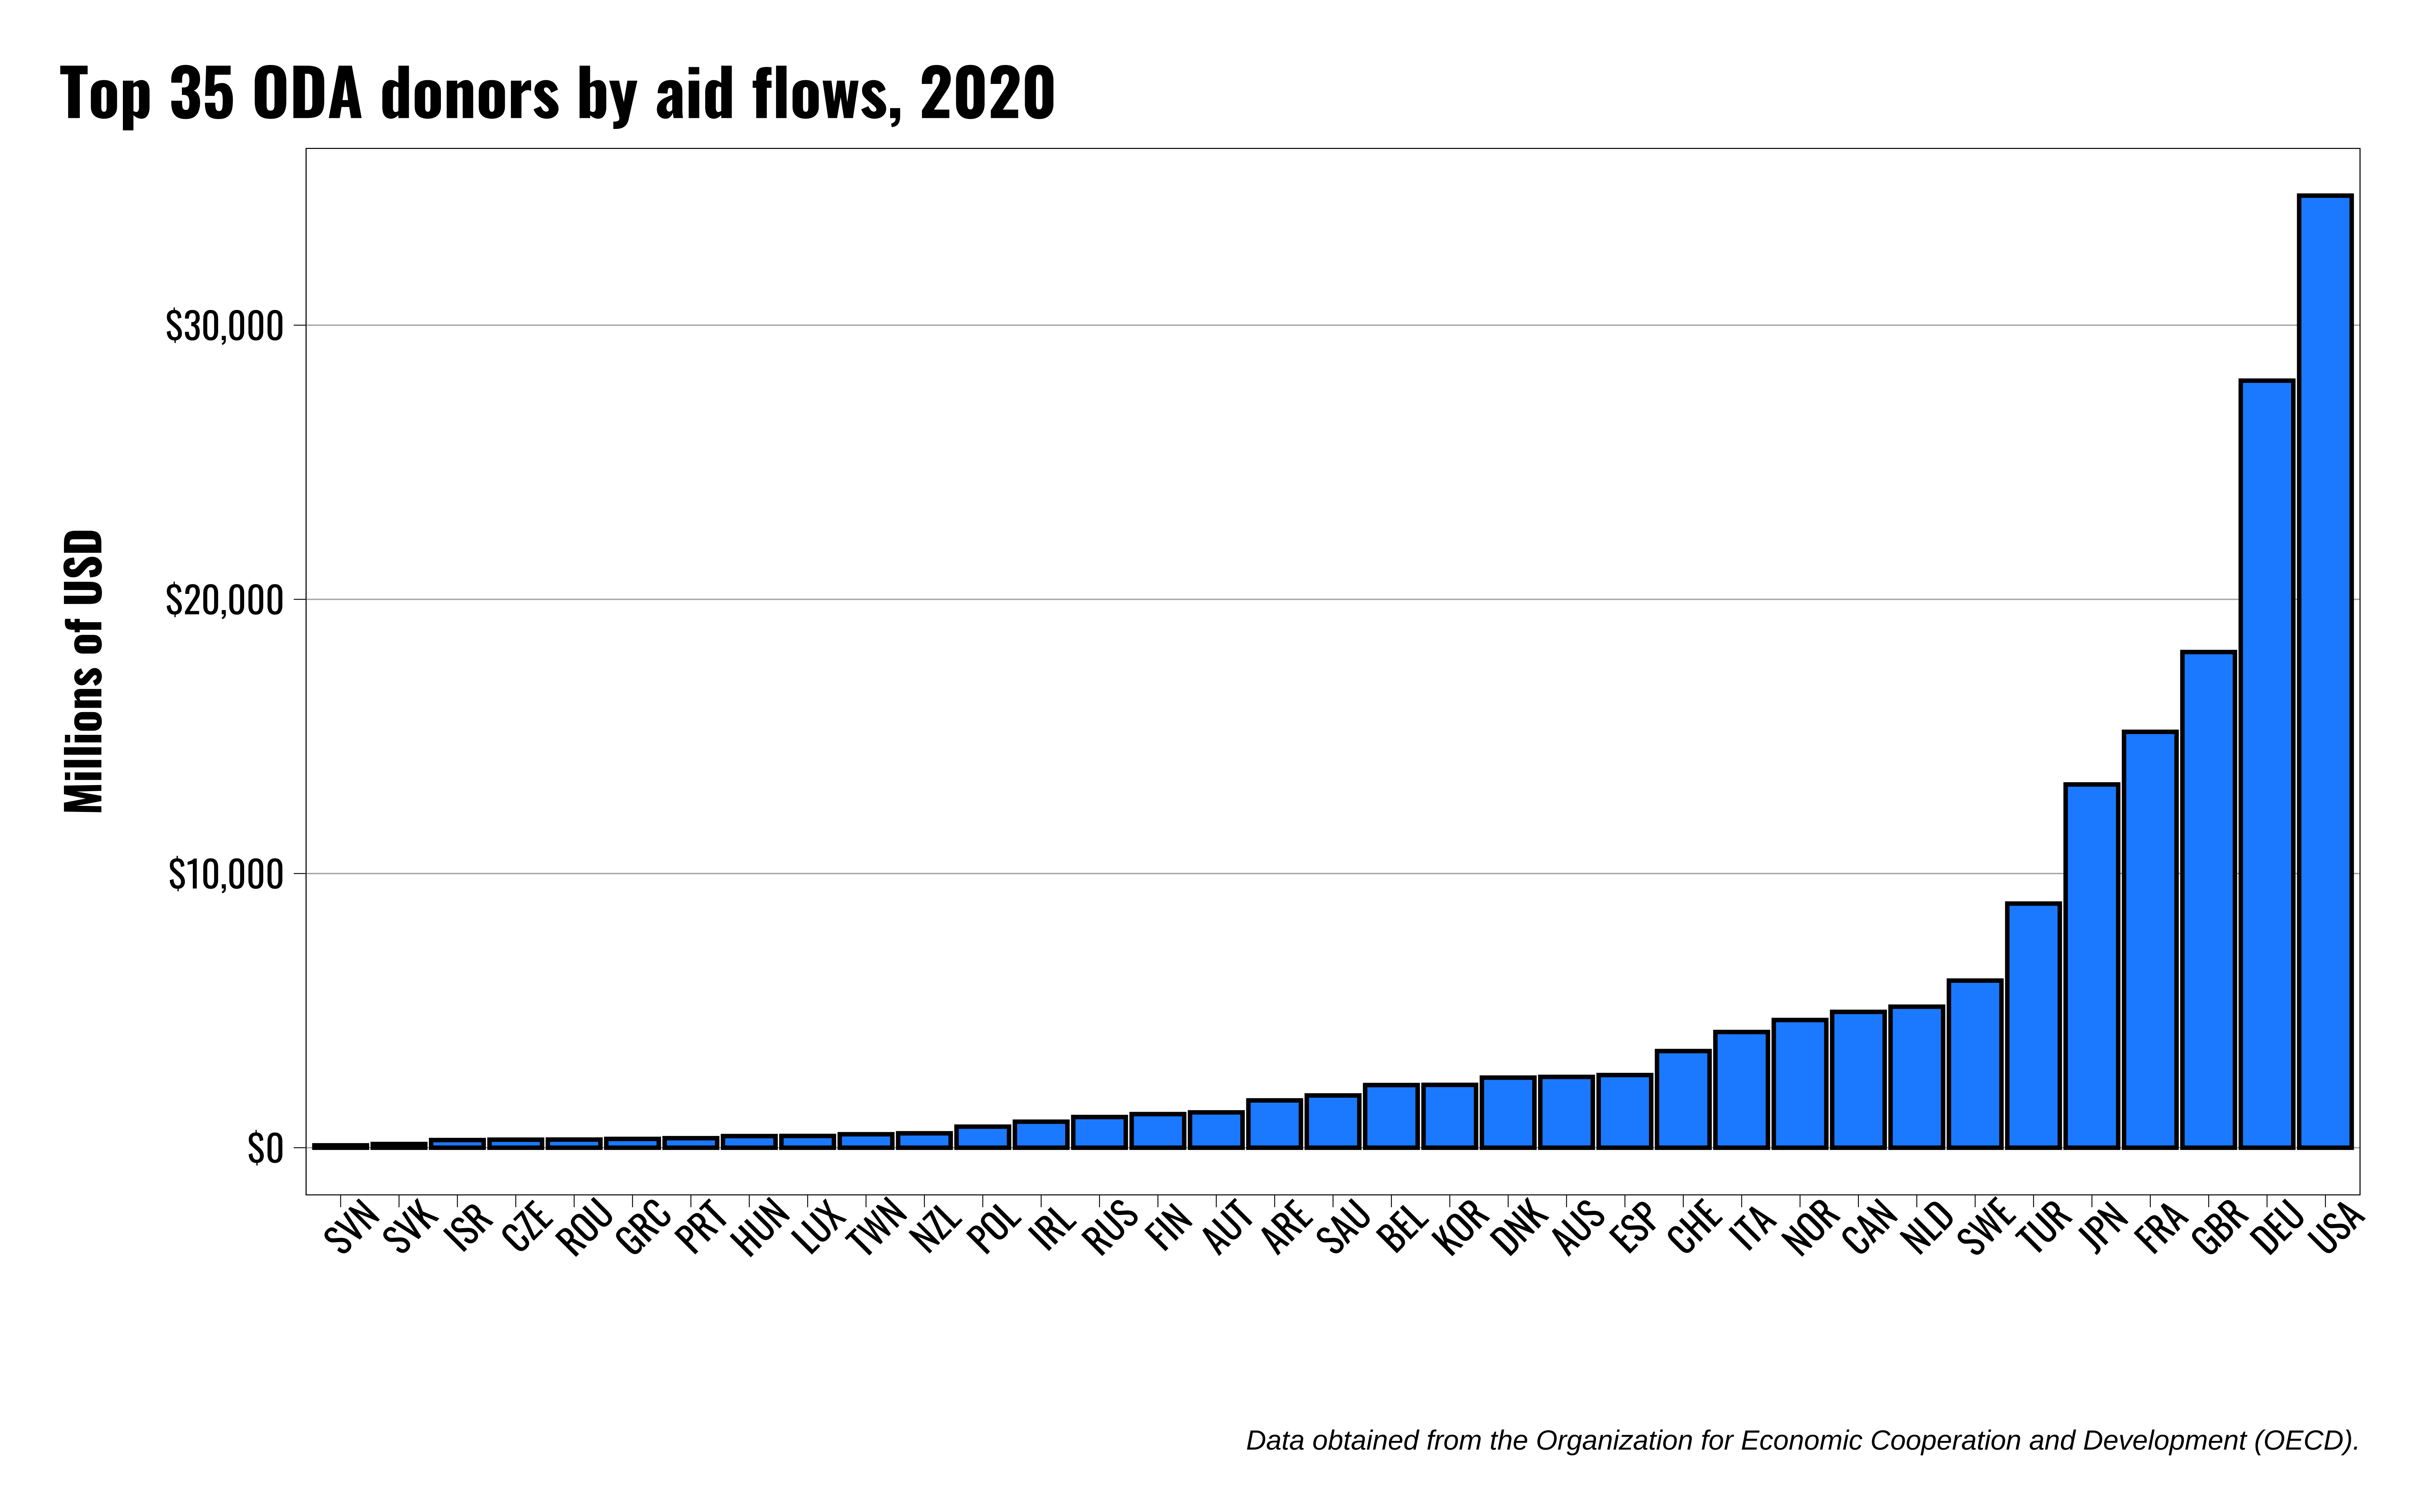 Top 35 ODA donors by aid flows, 2020
Millions of USD
$30,000
$20,000
$10,000
$0
SVN SVK ISR CZE ROU GRC PRT HUN LUX TWN NZL POL IRL RUS FIN AUT ARE SAU BEL KOR DNK AUS ESP CHE ITA NOR CAN NLD SWE TUR JPN FRA GBR DEU USA
Data obtained from the Organization for Economic Cooperation and Development (OECD).